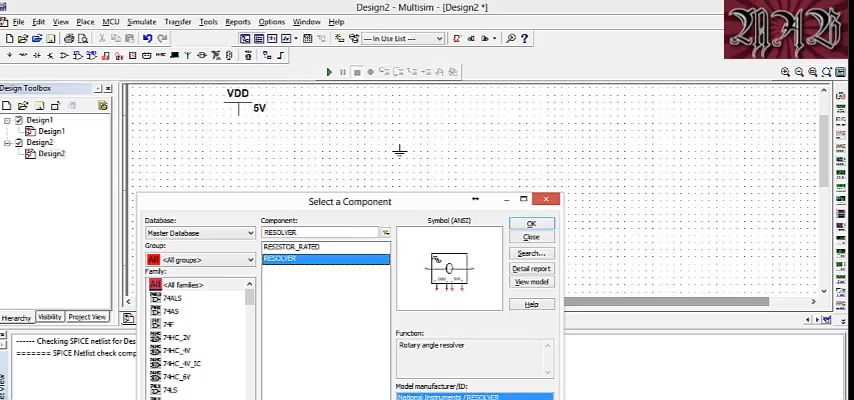 Design2 - Multisim - [Design2 *]
File Edit View Place MCU Simulate Transfer Tools Reports Options Window Help
--- In Use List ---
MAB
Design Toolbox
Design1
Design1
Design2
Design2
Hierarchy Visibility Project View
VDD
5V
Select a Component
Database:
Master Database
Group:
All <All groups>
Family:
All <All families>
74ALS
74AS
74F
74HC_2V
74HC_4V
74HC_4V_IC
74HC_6V
74LS
Component:
RESOLVER
RESISTOR_RATED
RESOLVER
Symbol (ANSI)
Function:
Rotary angle resolver
Model manufacturer/ID:
National Instruments / RESOLVER
OK
Close
Search...
Detail report
View model
Help
------ Checking SPICE netlist for Des
======= SPICE Netlist check comp